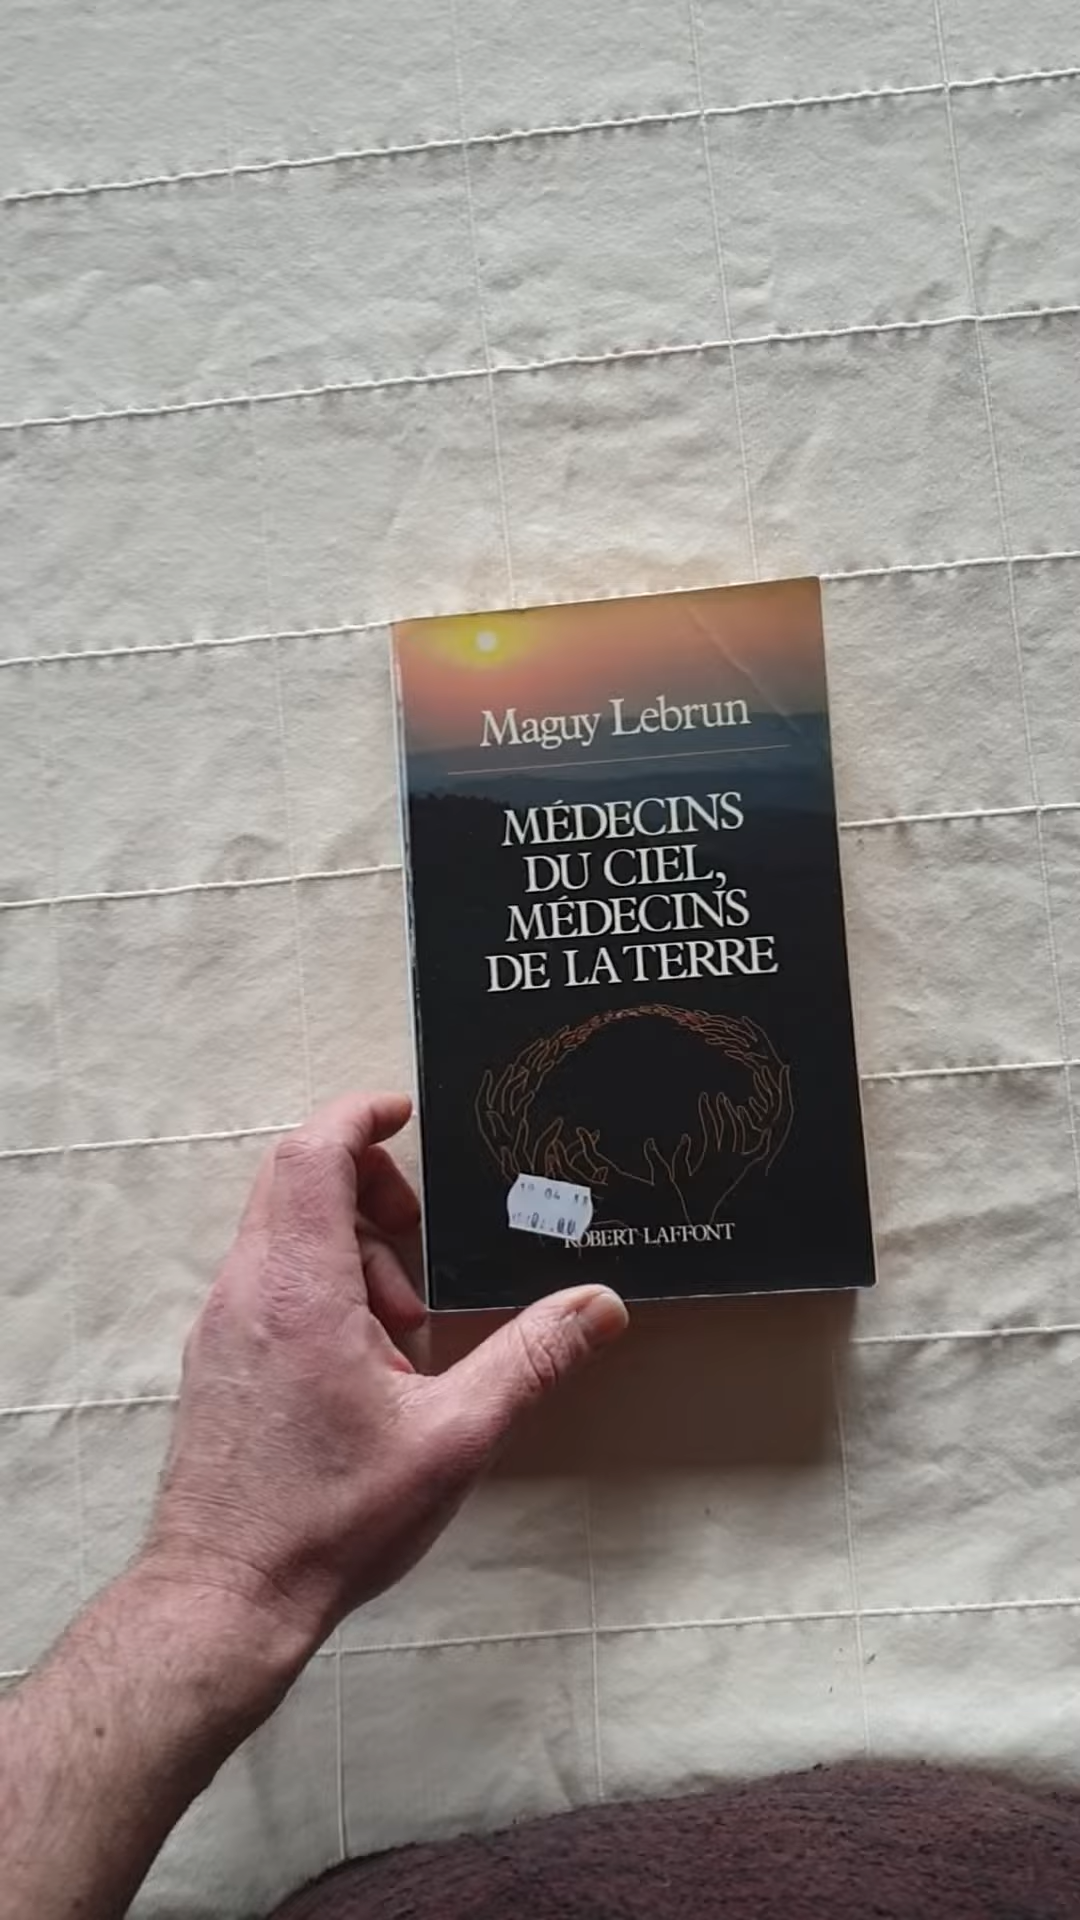 Maguy Lebrun
MÉDECINS
DU CIEL,
MÉDECINS
DE LA TERRE
ROBERT LAFFONT